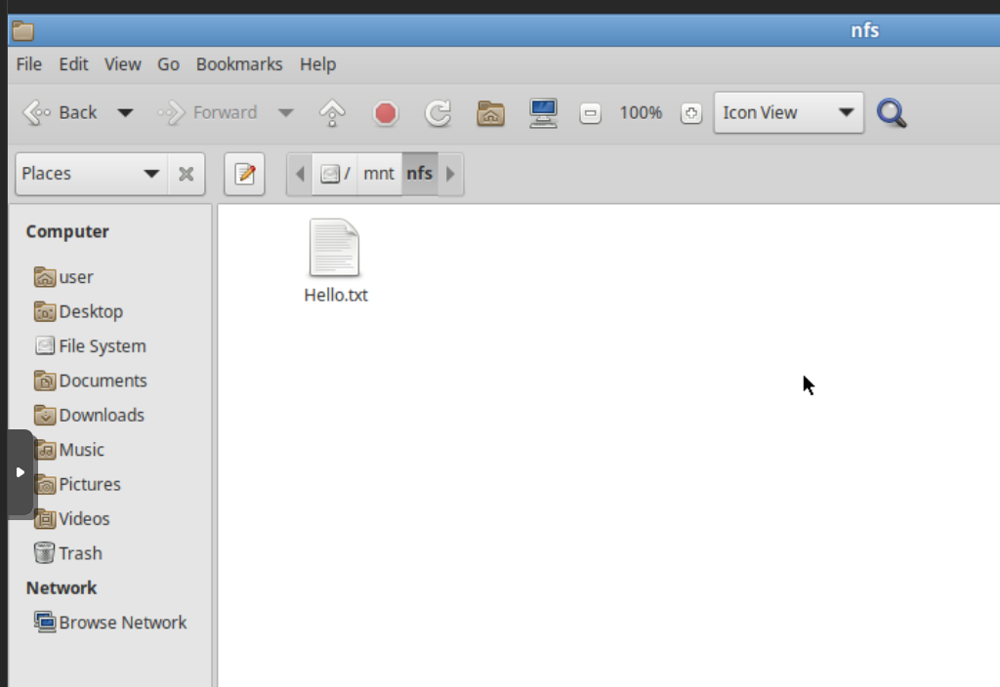 nfs
File Edit View Go Bookmarks Help
Back Forward 100% Icon View
Places / mnt nfs
Computer
user
Desktop
File System
Documents
Downloads
Music
Pictures
Videos
Trash
Network
Browse Network
Hello.txt